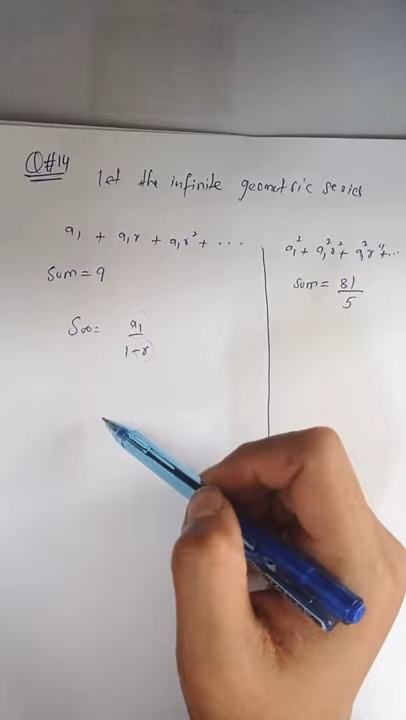 Q#14
Let the infinite geometric series
a₁ + a₁r + a₁r² + ...
Sum = 9
S∞ = a₁/1-r
a₁² + a₁²r² + a₁²r⁴ + ...
Sum = 81/5